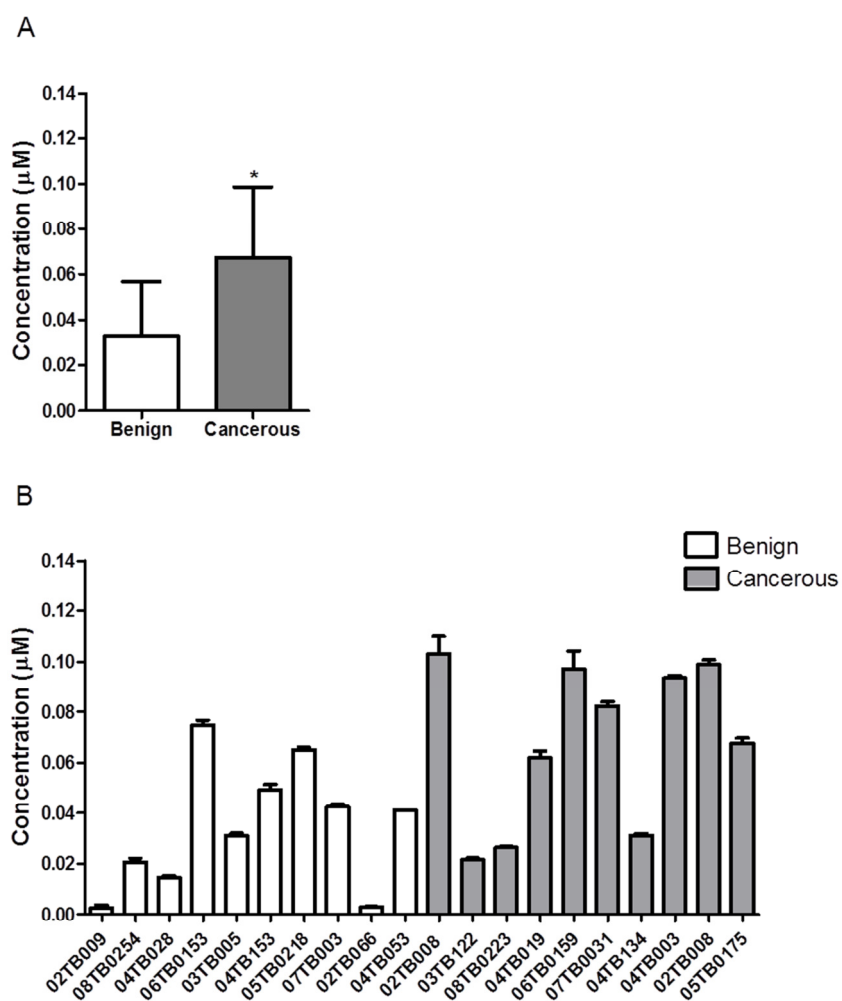 A
0.14
0.12
0.10
0.08
0.06
0.04
0.02
0.00
Concentration (μM)
*
Benign
Cancerous
B
Benign
Cancerous
0.14
0.12
0.10
0.08
0.06
0.04
0.02
0.00
Concentration (μM)
02TB009
08TB0254
04TB028
06TB0153
03TB005
04TB153
05TB0218
07TB003
02TB066
04TB053
02TB008
03TB122
08TB0223
04TB019
06TB0159
07TB0031
04TB134
04TB003
02TB008
05TB0175